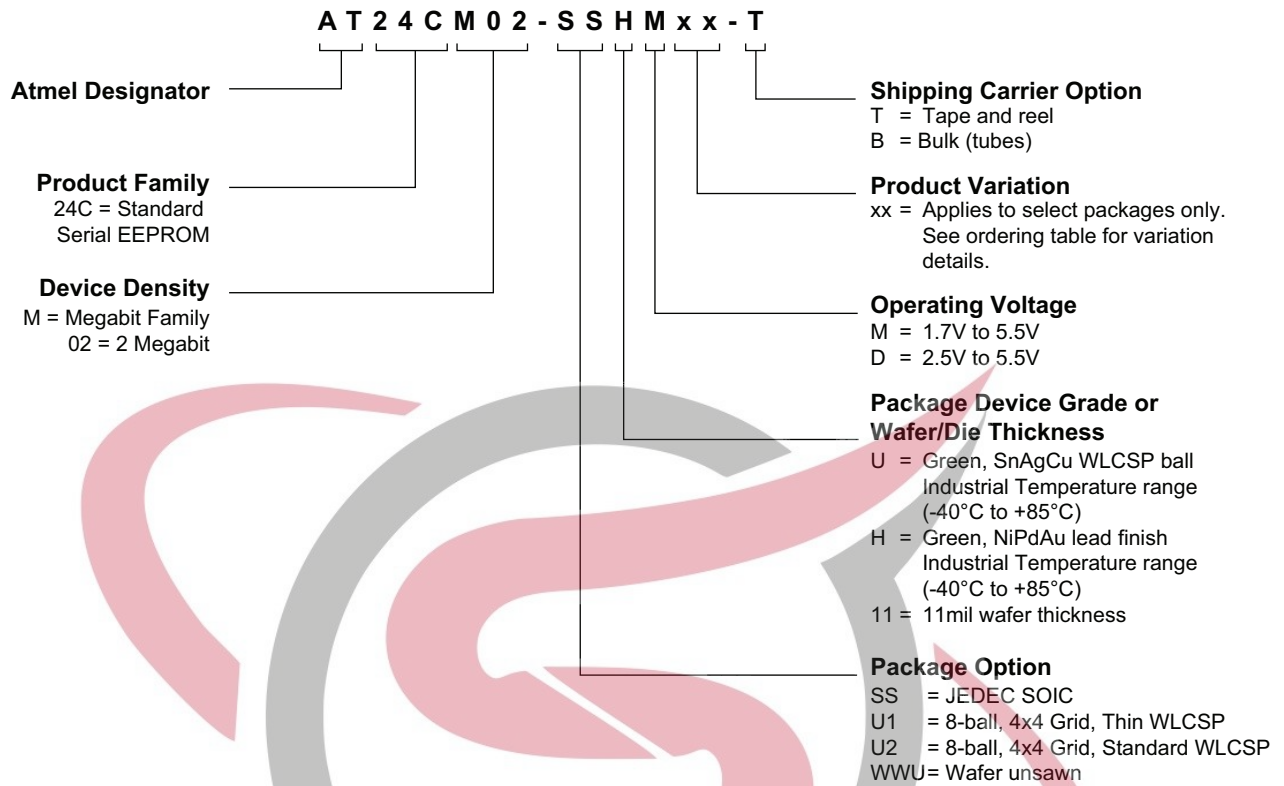 AT24CM02-SSHMxx-T
Atmel Designator
Product Family
24C = Standard
Serial EEPROM
Device Density
M = Megabit Family
02 = 2 Megabit
Shipping Carrier Option
T = Tape and reel
B = Bulk (tubes)
Product Variation
xx = Applies to select packages only.
See ordering table for variation
details.
Operating Voltage
M = 1.7V to 5.5V
D = 2.5V to 5.5V
Package Device Grade or
Wafer/Die Thickness
U = Green, SnAgCu WLCSP ball
Industrial Temperature range
(-40°C to +85°C)
H = Green, NiPdAu lead finish
Industrial Temperature range
(-40°C to +85°C)
11 = 11mil wafer thickness
Package Option
SS = JEDEC SOIC
U1 = 8-ball, 4x4 Grid, Thin WLCSP
U2 = 8-ball, 4x4 Grid, Standard WLCSP
WWU= Wafer unsawn